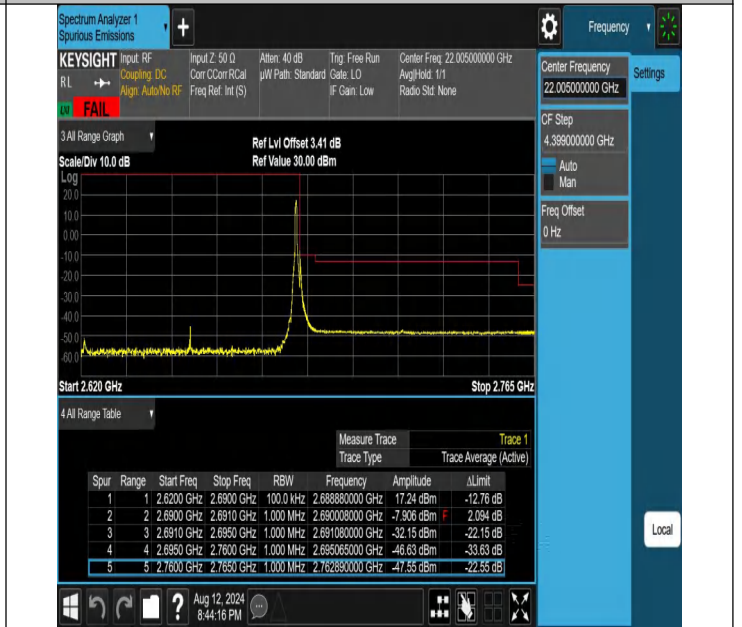 Spectrum Analyzer 1
Spurious Emissions
+
Frequency
KEYSIGHT Input: RF Input Z: 50 Ω Atten: 40 dB Trig: Free Run Center Freq: 22.005000000 GHz
RL Coupling: DC Corr CCorr RCal µW Path: Standard Gate: LO Avg|Hold: 1/1
Align: Auto/No RF Freq Ref: Int (S) IF Gain: Low Radio Std: None
FAIL
3 All Range Graph
Ref Lvl Offset 3.41 dB
Scale/Div 10.0 dB Ref Value 30.00 dBm
Log
20.0
10.0
0.00
-10.0
-20.0
-30.0
-40.0
-50.0
-60.0
Start 2.620 GHz Stop 2.765 GHz
4 All Range Table
Measure Trace Trace 1
Trace Type Trace Average (Active)
Spur Range Start Freq Stop Freq RBW Frequency Amplitude ΔLimit
1 1 2.6200 GHz 2.6900 GHz 100.0 kHz 2.688880000 GHz 17.24 dBm -12.76 dB
2 2 2.6900 GHz 2.6910 GHz 1.000 MHz 2.690008000 GHz -7.906 dBm F 2.094 dB
3 3 2.6910 GHz 2.6950 GHz 1.000 MHz 2.691080000 GHz -32.15 dBm -22.15 dB
4 4 2.6950 GHz 2.7600 GHz 1.000 MHz 2.695065000 GHz -46.63 dBm -33.63 dB
5 5 2.7600 GHz 2.7650 GHz 1.000 MHz 2.762890000 GHz -47.55 dBm -22.55 dB
Center Frequency
22.005000000 GHz
Settings
CF Step
4.399000000 GHz
Auto
Man
Freq Offset
0 Hz
Local
?
Aug 12, 2024
8:44:16 PM